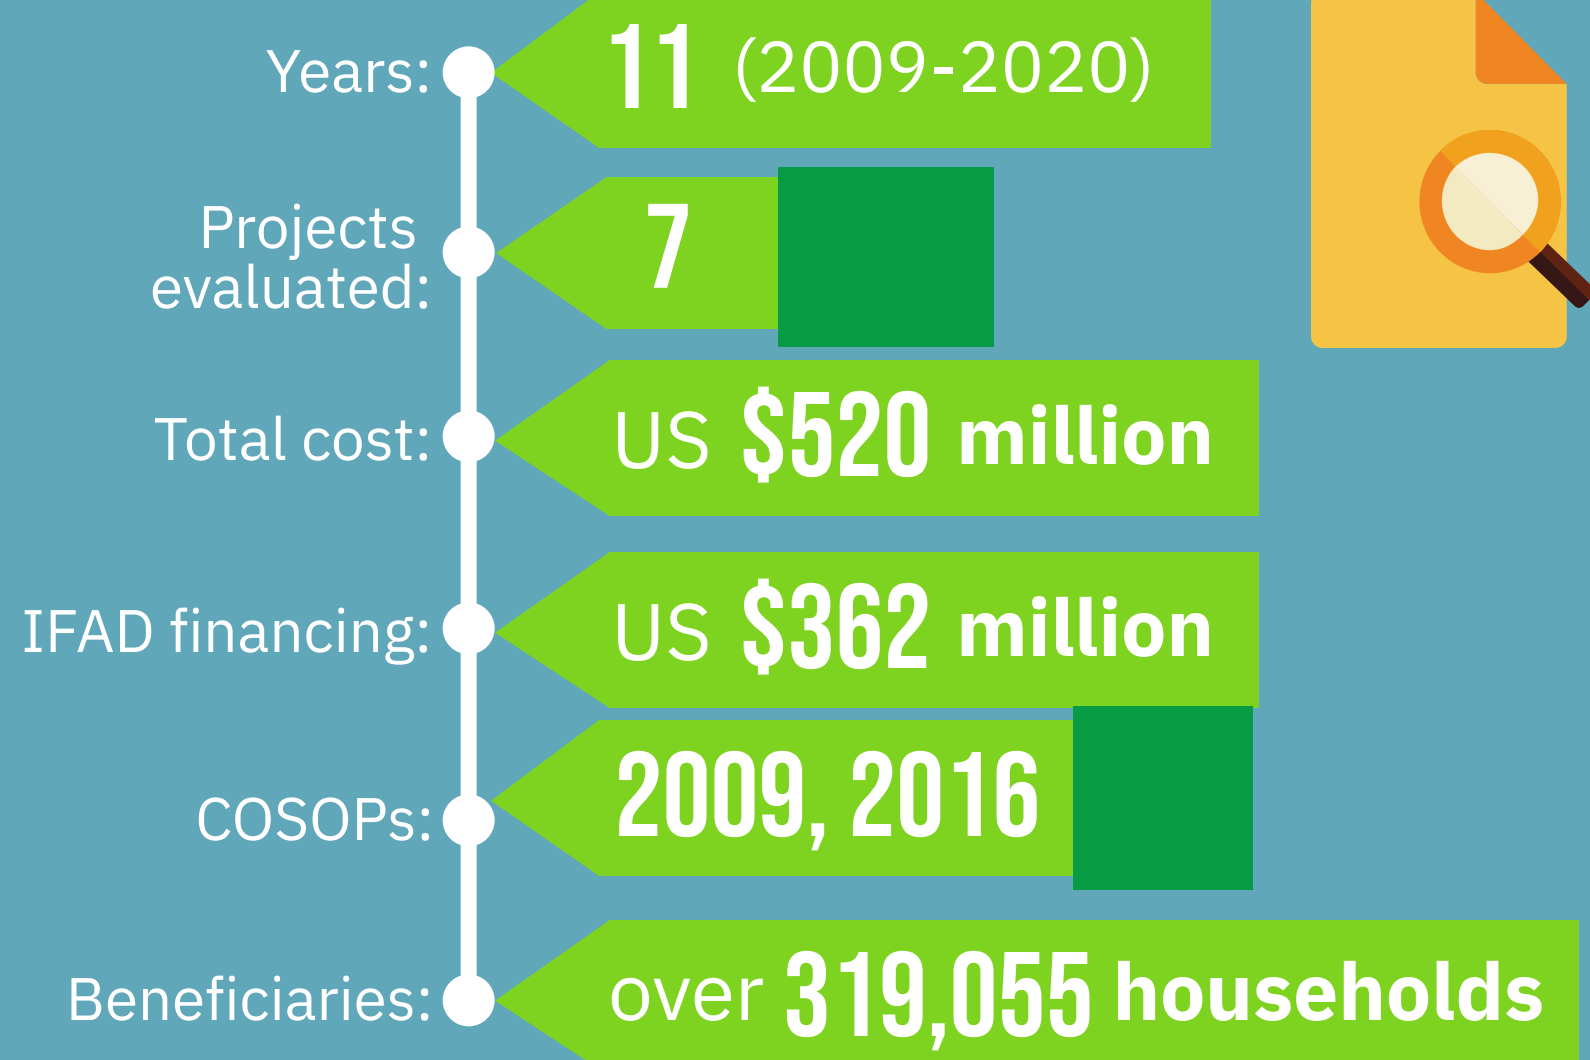 Years: 11 (2009-2020)
Projects
evaluated: 7
Total cost: US $520 million
IFAD financing: US $362 million
COSOPs: 2009, 2016
Beneficiaries: over 319,055 households